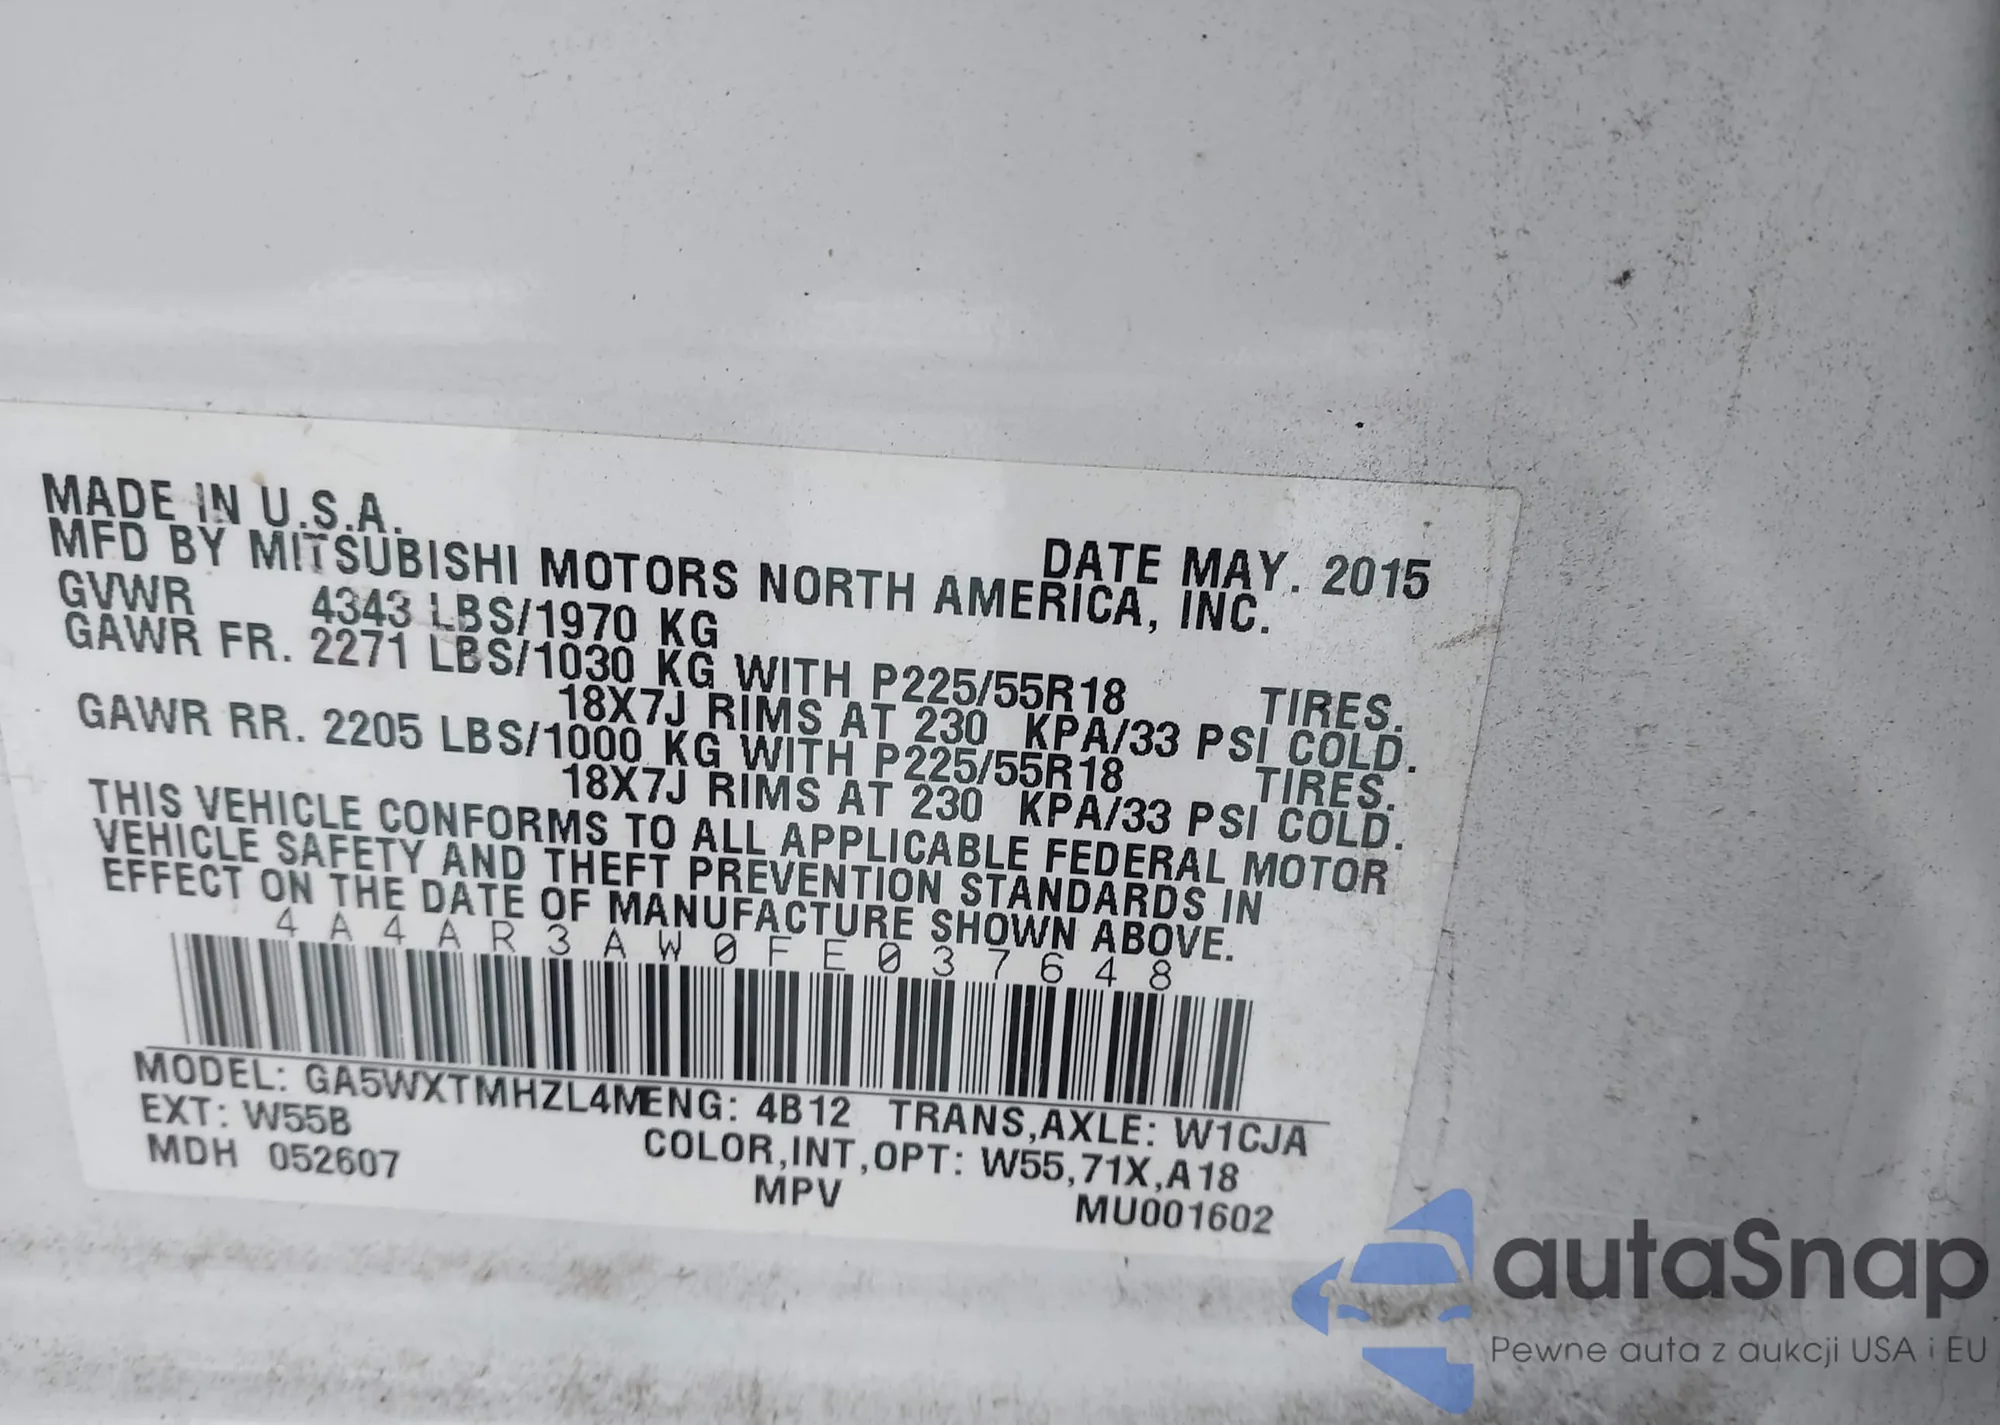 MADE IN U.S.A.
DATE MAY. 2015
MFD BY MITSUBISHI MOTORS NORTH AMERICA, INC.
GVWR 4343 LBS/1970 KG
GAWR FR. 2271 LBS/1030 KG WITH P225/55R18 TIRES.
18X7J RIMS AT 230 KPA/33 PSI COLD.
GAWR RR. 2205 LBS/1000 KG WITH P225/55R18 TIRES.
18X7J RIMS AT 230 KPA/33 PSI COLD.
THIS VEHICLE CONFORMS TO ALL APPLICABLE FEDERAL MOTOR
VEHICLE SAFETY AND THEFT PREVENTION STANDARDS IN
EFFECT ON THE DATE OF MANUFACTURE SHOWN ABOVE.
4A4AR3AW0FE037648
MODEL: GA5WXTMHZL4MENG: 4B12 TRANS,AXLE: W1CJA
EXT: W55B COLOR,INT,OPT: W55,71X,A18
MDH 052607 MPV MU001602
autaSnap
Pewne auta z aukcji USA i EU